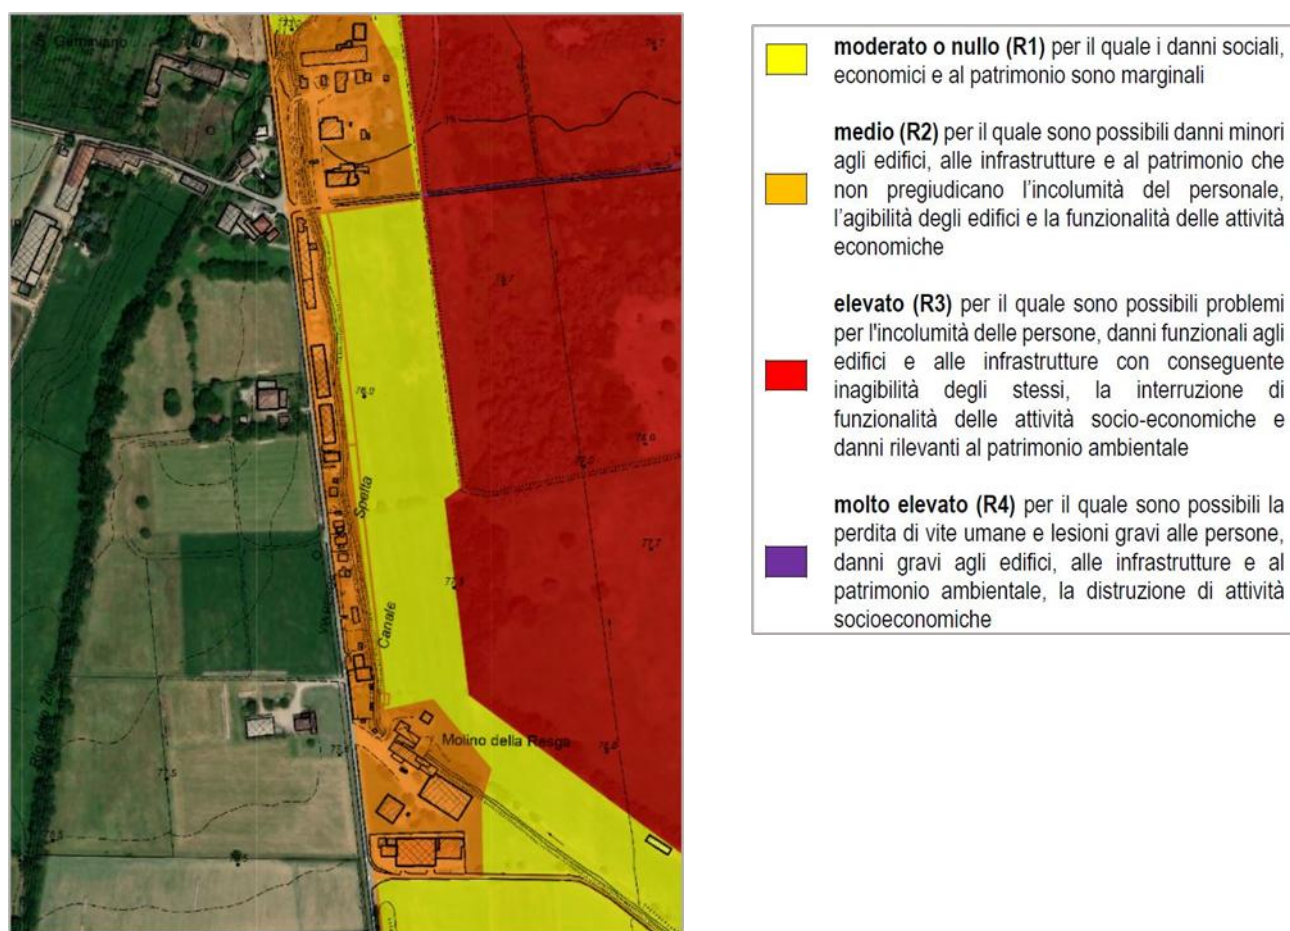 S. Geminiano
Spelta
Canale
Molino della Resga
77,5
76,0
moderato o nullo (R1) per il quale i danni sociali,
economici e al patrimonio sono marginali
medio (R2) per il quale sono possibili danni minori
agli edifici, alle infrastrutture e al patrimonio che
non pregiudicano l'incolumità del personale,
l'agibilità degli edifici e la funzionalità delle attività
economiche
elevato (R3) per il quale sono possibili problemi
per l'incolumità delle persone, danni funzionali agli
edifici e alle infrastrutture con conseguente
inagibilità degli stessi, la interruzione di
funzionalità delle attività socio-economiche e
danni rilevanti al patrimonio ambientale
molto elevato (R4) per il quale sono possibili la
perdita di vite umane e lesioni gravi alle persone,
danni gravi agli edifici, alle infrastrutture e al
patrimonio ambientale, la distruzione di attività
socioeconomiche